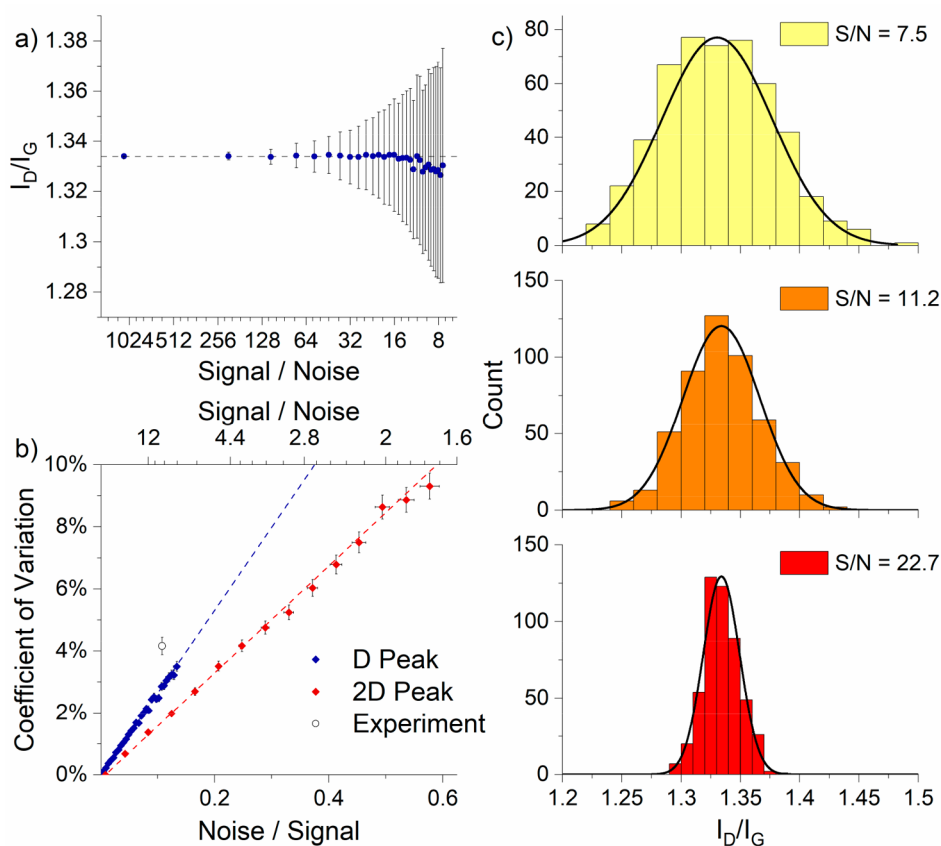 a)
1.38
1.36
1.34
1.32
1.3
1.28
I_D/I_G
1024 512 256 128 64 32 16 8
Signal / Noise
Signal / Noise
12 4.4 2.8 2 1.6
b)
10%
8%
6%
4%
2%
0%
Coefficient of Variation
D Peak
2D Peak
Experiment
0.2 0.4 0.6
Noise / Signal
c)
80
60
40
20
0
S/N = 7.5
150
100
50
0
S/N = 11.2
Count
150
100
50
0
S/N = 22.7
1.2 1.25 1.3 1.35 1.4 1.45 1.5
I_D/I_G